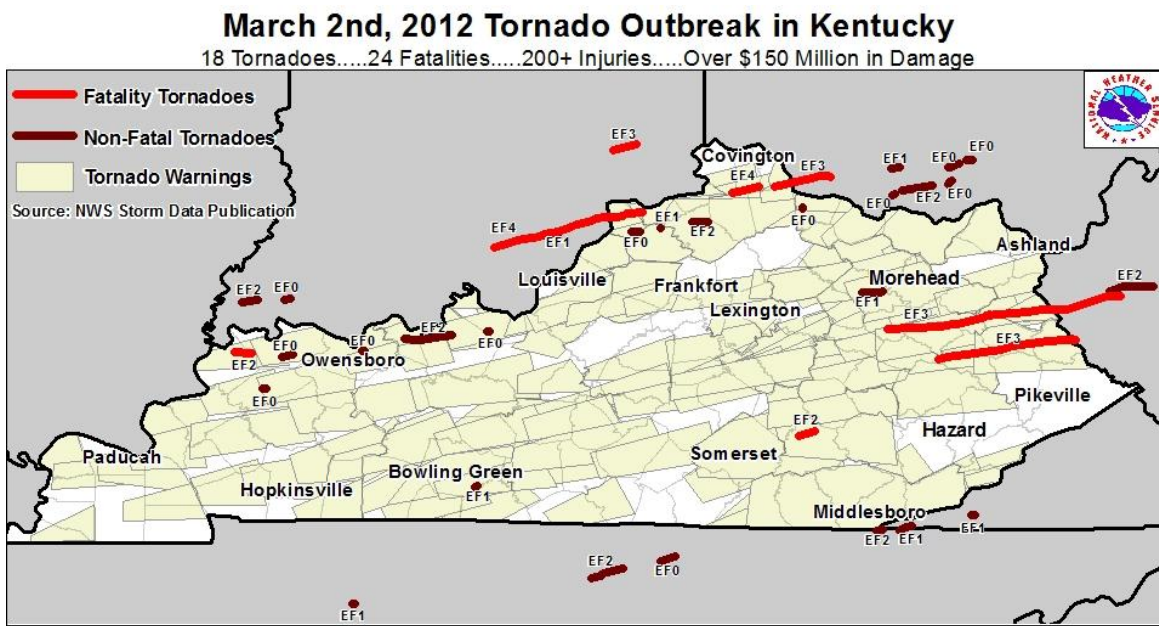 March 2nd, 2012 Tornado Outbreak in Kentucky
18 Tornadoes.....24 Fatalities.....200+ Injuries.....Over $150 Million in Damage
Fatality Tornadoes
Non-Fatal Tornadoes
Tornado Warnings
Source: NWS Storm Data Publication
NATIONAL WEATHER SERVICE
EF3
Covington
EF1
EF0
EF0
EF4
EF3
EF0
EF2
EF0
EF4
EF1
EF1
EF0
EF2
EF0
Ashland
Louisville
Frankfort
Morehead
EF2
EF0
EF2
EF1
Lexington
EF3
EF2
EF0
EF0
EF0
Owensboro
EF2
EF3
EF0
Pikeville
EF2
Hazard
Somerset
Paducah
Bowling Green
Hopkinsville
EF1
Middlesboro
EF2
EF1
EF1
EF2
EF0
EF1